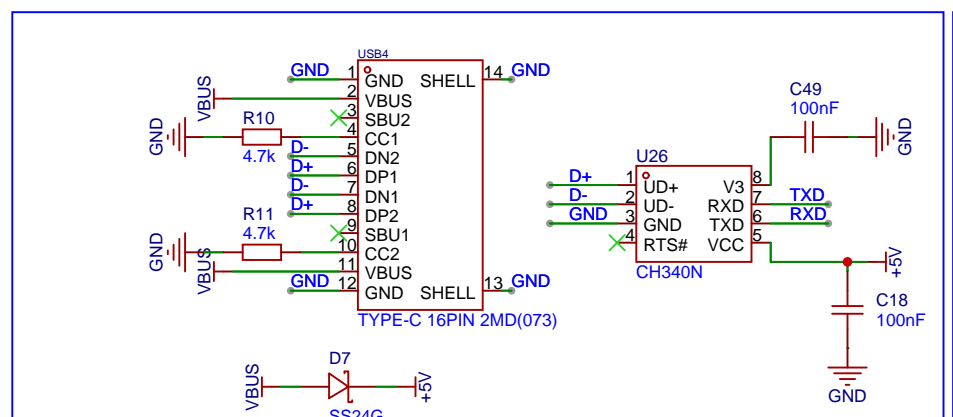 USB4
GND
1
GND
SHELL
14
GND
VBUS
2
VBUS
3
SBU2
R10
GND
4.7k
4
CC1
D-
5
DN2
D+
6
DP1
D-
7
DN1
D+
8
DP2
9
SBU1
R11
GND
4.7k
10
CC2
VBUS
11
VBUS
GND
12
GND
SHELL
13
GND
TYPE-C 16PIN 2MD(073)
C49
100nF
GND
U26
D+
1
UD+
V3
8
D-
2
UD-
RXD
7
TXD
GND
3
GND
TXD
6
RXD
4
RTS#
VCC
5
CH340N
+5V
C18
100nF
GND
D7
VBUS
+5V
SS24G